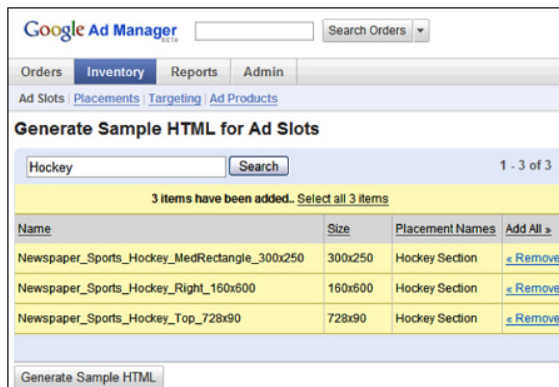 Google Ad Manager
BETA
Search Orders
Orders Inventory Reports Admin
Ad Slots | Placements | Targeting | Ad Products
Generate Sample HTML for Ad Slots
Hockey Search 1 - 3 of 3
3 items have been added.. Select all 3 items
Name Size Placement Names Add All »
Newspaper_Sports_Hockey_MedRectangle_300x250 300x250 Hockey Section « Remove
Newspaper_Sports_Hockey_Right_160x600 160x600 Hockey Section « Remove
Newspaper_Sports_Hockey_Top_728x90 728x90 Hockey Section « Remove
Generate Sample HTML